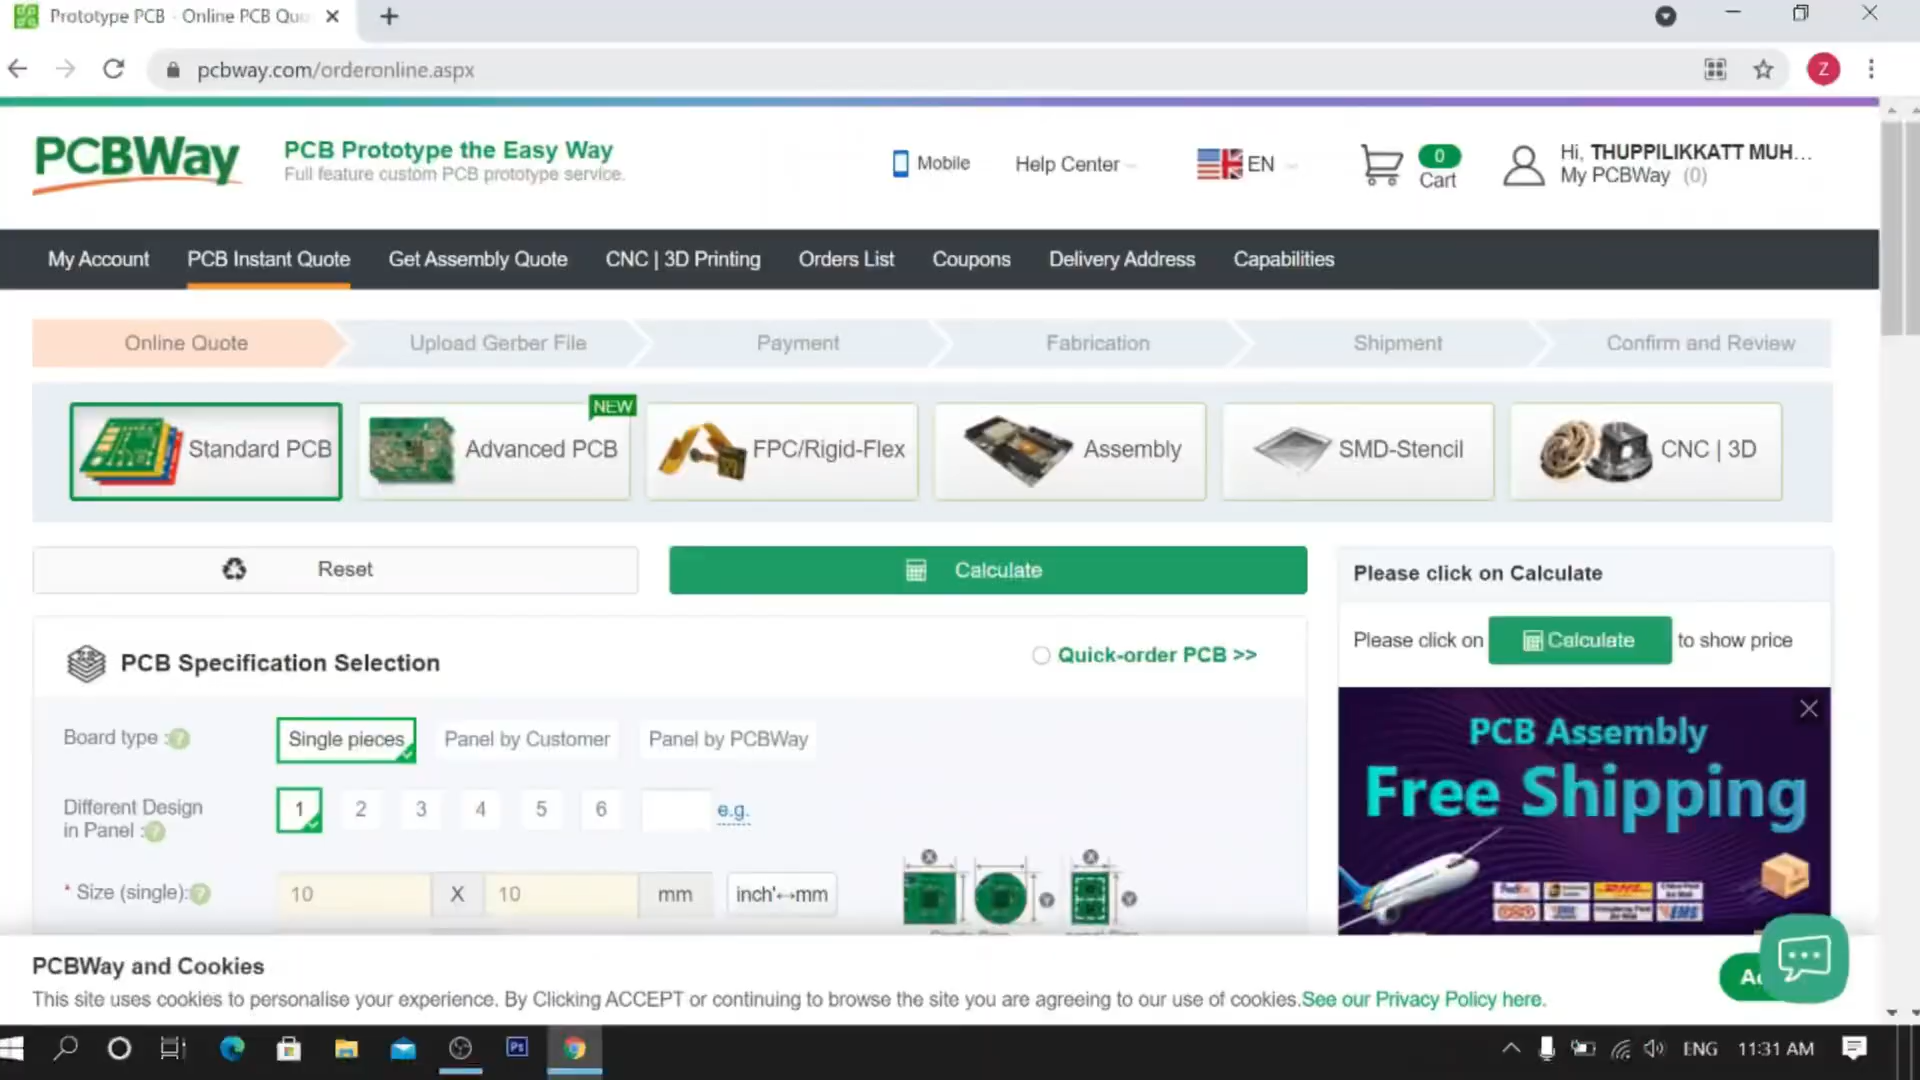 Prototype PCB - Online PCB Quo
pcbway.com/orderonline.aspx
Z
PCBWay
PCB Prototype the Easy Way
Full feature custom PCB prototype service.
Mobile
Help Center
EN
0
Cart
Hi, THUPPILIKKATT MUH...
My PCBWay (0)
My Account
PCB Instant Quote
Get Assembly Quote
CNC | 3D Printing
Orders List
Coupons
Delivery Address
Capabilities
Online Quote
Upload Gerber File
Payment
Fabrication
Shipment
Confirm and Review
Standard PCB
NEW
Advanced PCB
FPC/Rigid-Flex
Assembly
SMD-Stencil
CNC | 3D
Reset
Calculate
Please click on Calculate
Please click on Calculate to show price
PCB Specification Selection
Quick-order PCB >>
Board type :?
Single pieces
Panel by Customer
Panel by PCBWay
Different Design
in Panel :?
1 2 3 4 5 6
e.g.
* Size (single):?
10 X 10 mm
inch'↔mm
X
Y
X
Y
PCB Assembly
Free Shipping
FedEx
DHL
EMS
PCBWay and Cookies
This site uses cookies to personalise your experience. By Clicking ACCEPT or continuing to browse the site you are agreeing to our use of cookies.See our Privacy Policy here.
Ps
ENG
11:31 AM